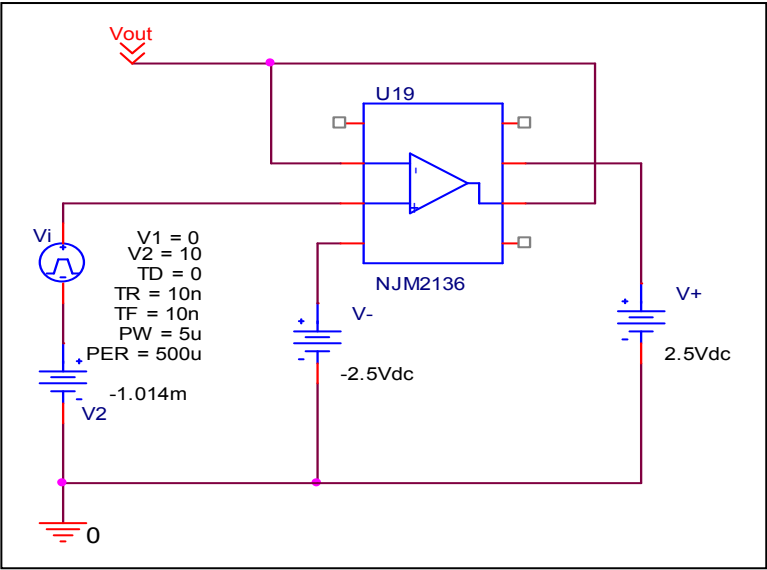 Vout
U19
Vi
V1 = 0
V2 = 10
TD = 0
TR = 10n
TF = 10n
PW = 5u
PER = 500u
-
+
NJM2136
V-
-2.5Vdc
V+
2.5Vdc
-1.014m
V2
0